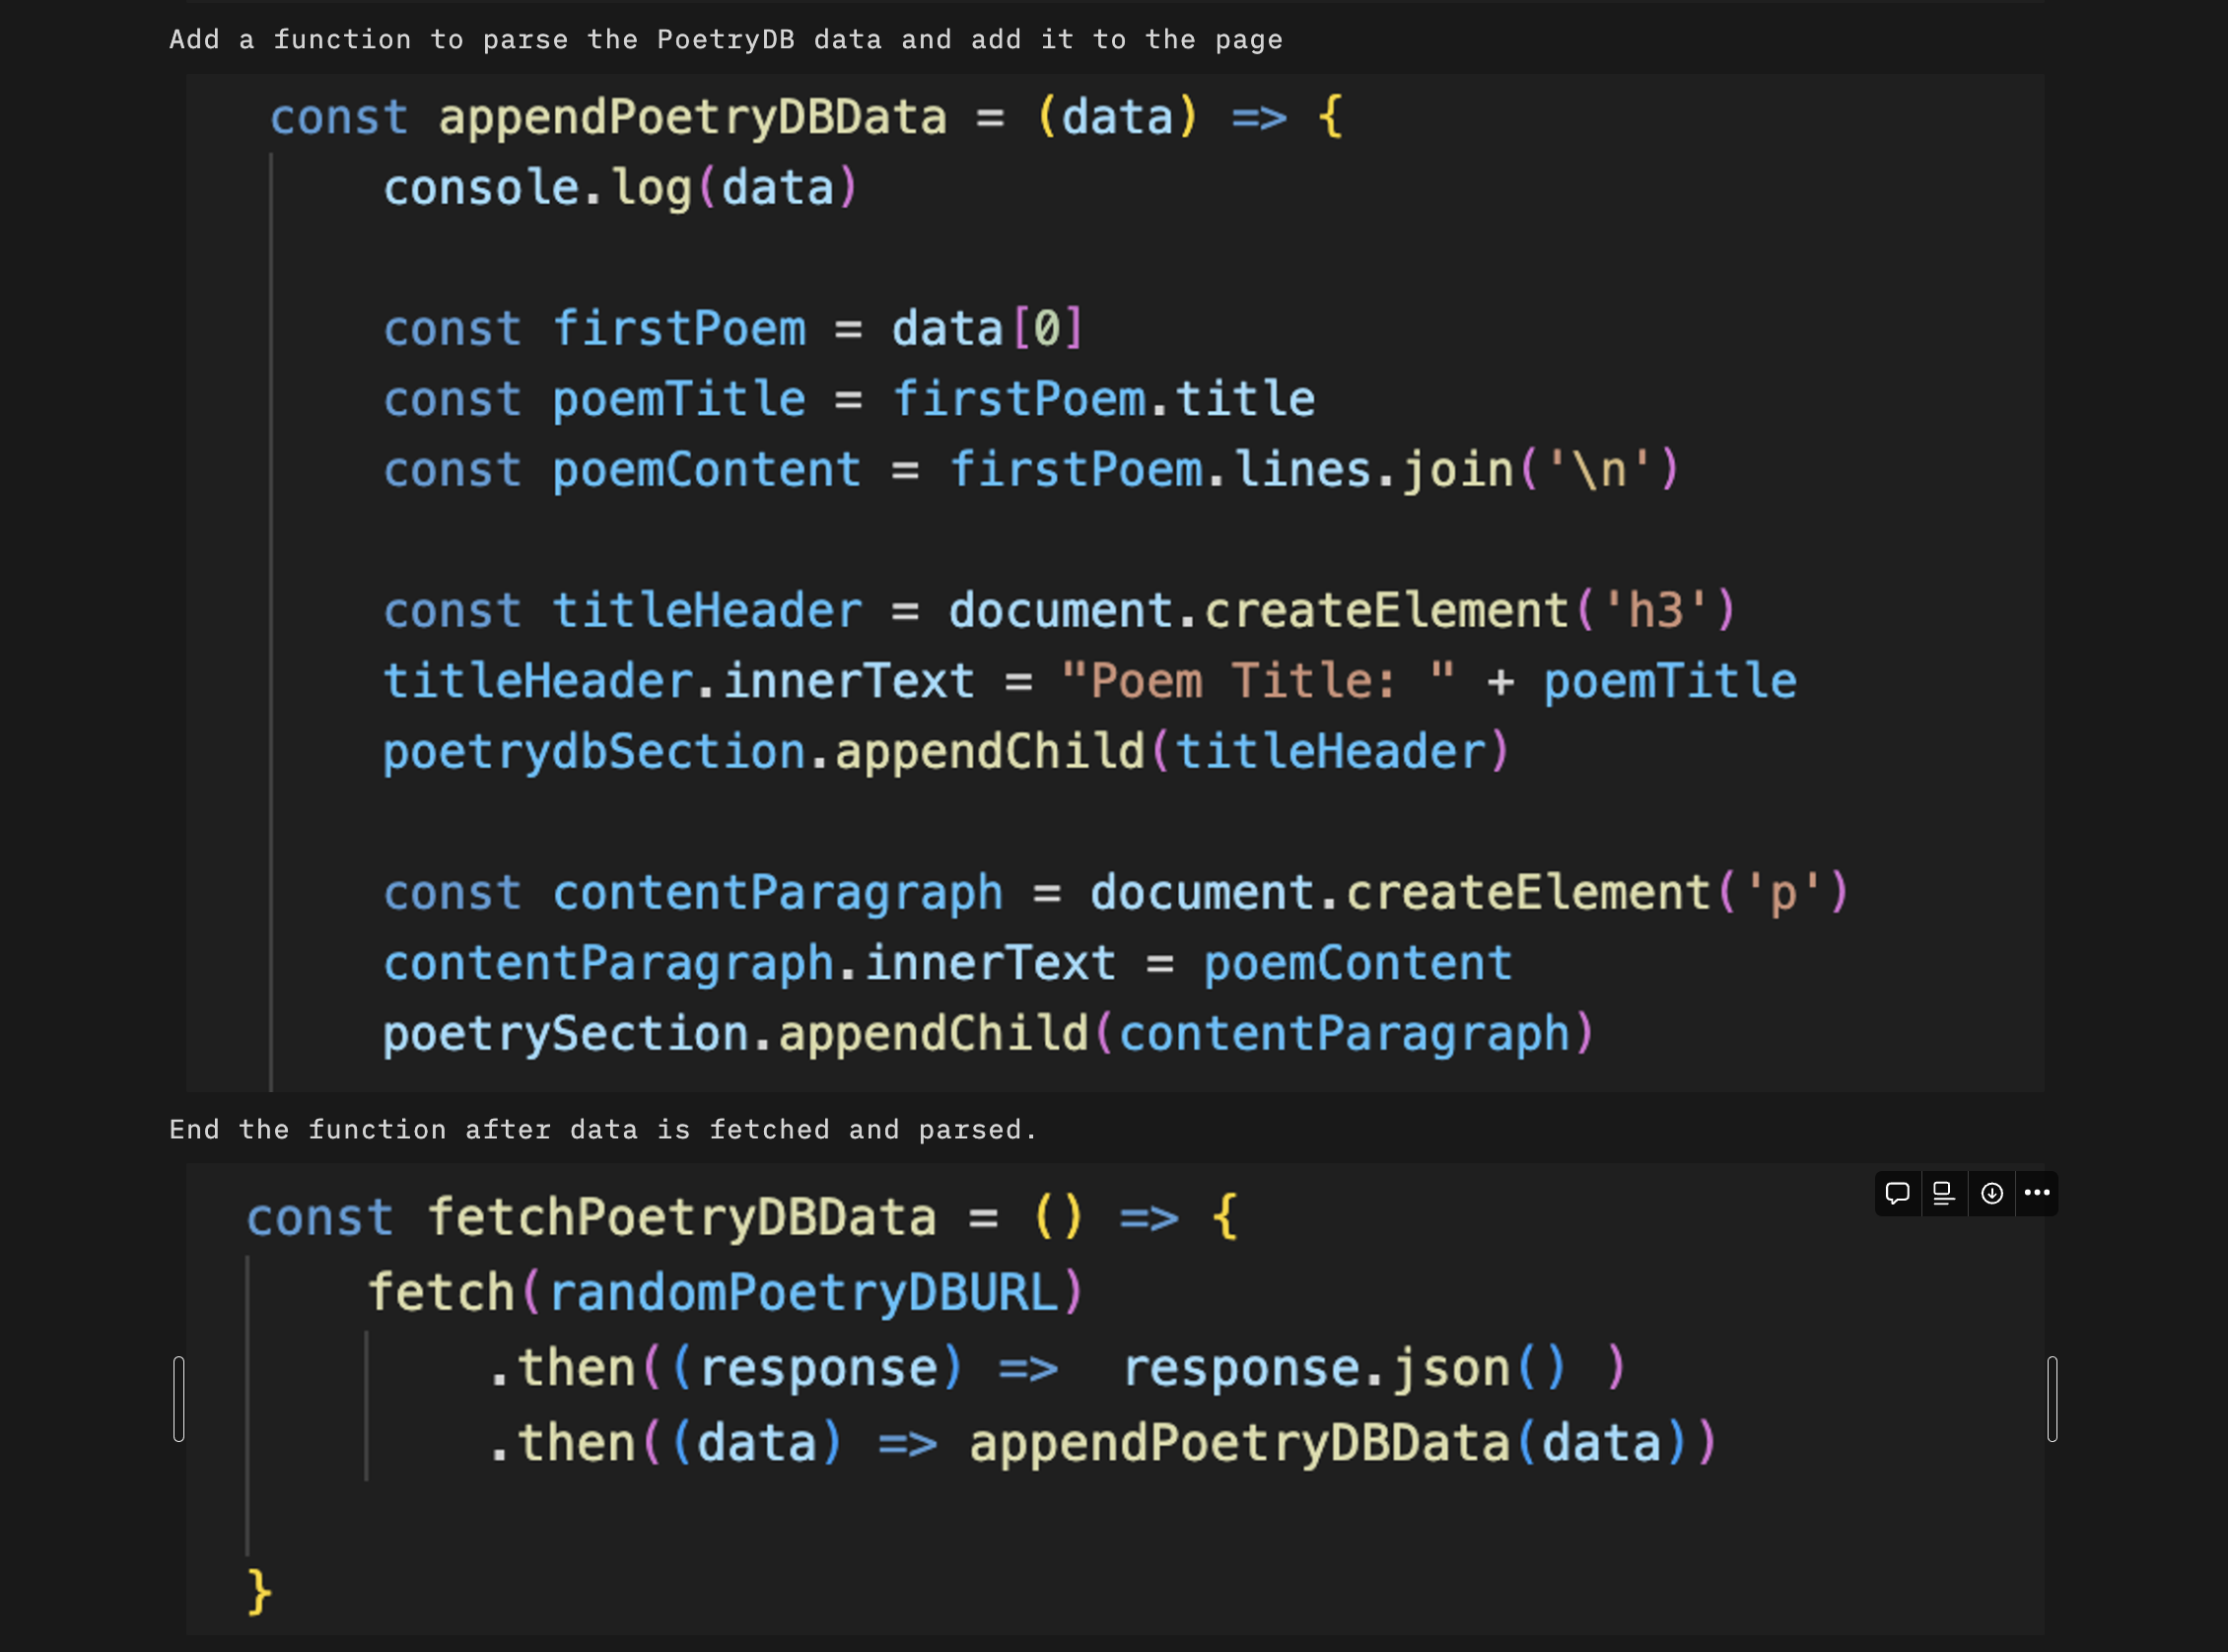 Add a function to parse the PoetryDB data and add it to the page
const appendPoetryDBData = (data) => {
console.log(data)
const firstPoem = data[0]
const poemTitle = firstPoem.title
const poemContent = firstPoem.lines.join('\n')
const titleHeader = document.createElement('h3')
titleHeader.innerText = "Poem Title: " + poemTitle
poetrydbSection.appendChild(titleHeader)
const contentParagraph = document.createElement('p')
contentParagraph.innerText = poemContent
poetrySection.appendChild(contentParagraph)
End the function after data is fetched and parsed.
const fetchPoetryDBData = () => {
fetch(randomPoetryDBURL)
.then((response) =>  response.json() )
.then((data) => appendPoetryDBData(data))
}